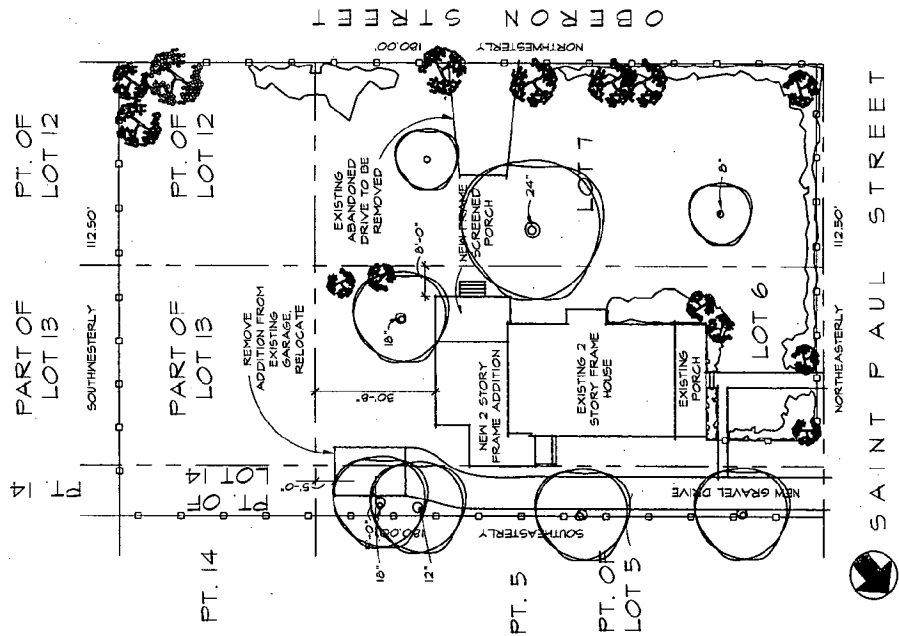 OBERON STREET
NORTHWESTERLY
180.00'
PT. OF
LOT 12
PT. OF
LOT 12
112.50'
EXISTING
ABANDONED
DRIVE TO BE
REMOVED
NEW FRAME
SCREENED
PORCH
8'-0"
LOT 7
24"
8"
112.50'
SAINT PAUL STREET
PART OF
LOT 13
SOUTHWESTERLY
PART OF
LOT 13
REMOVE
ADDITION FROM
EXISTING
GARAGE,
RELOCATE
18"
30'-8"
NEW 2 STORY
FRAME ADDITION
EXISTING 2
STORY FRAME
HOUSE
EXISTING
PORCH
LOT 6
NORTHEASTERLY
PT
14
PT. OF
LOT 14
5'-0"
180.00'
SOUTHEASTERLY
NEW GRAVEL DRIVE
18"
12"
PT. 14
PT. 5
PT. OF
LOT 5